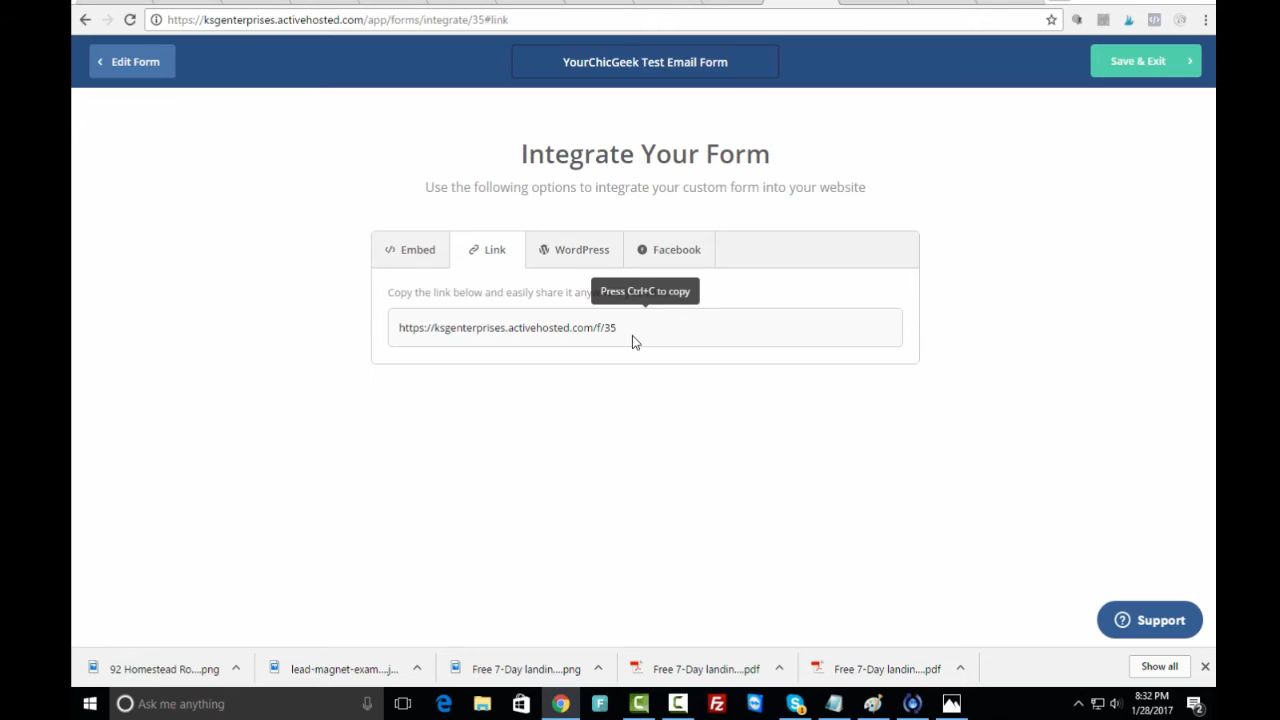 https://ksgenterprises.activehosted.com/app/forms/integrate/35#link
Edit Form
YourChicGeek Test Email Form
Save & Exit
Integrate Your Form
Use the following options to integrate your custom form into your website
Embed
Link
WordPress
Facebook
Copy the link below and easily share it any
Press Ctrl+C to copy
https://ksgenterprises.activehosted.com/f/35
Support
92 Homestead Ro....png
lead-magnet-exam....j...
Free 7-Day landin....png
Free 7-Day landin....pdf
Free 7-Day landin....pdf
Show all
Ask me anything
8:32 PM
1/28/2017